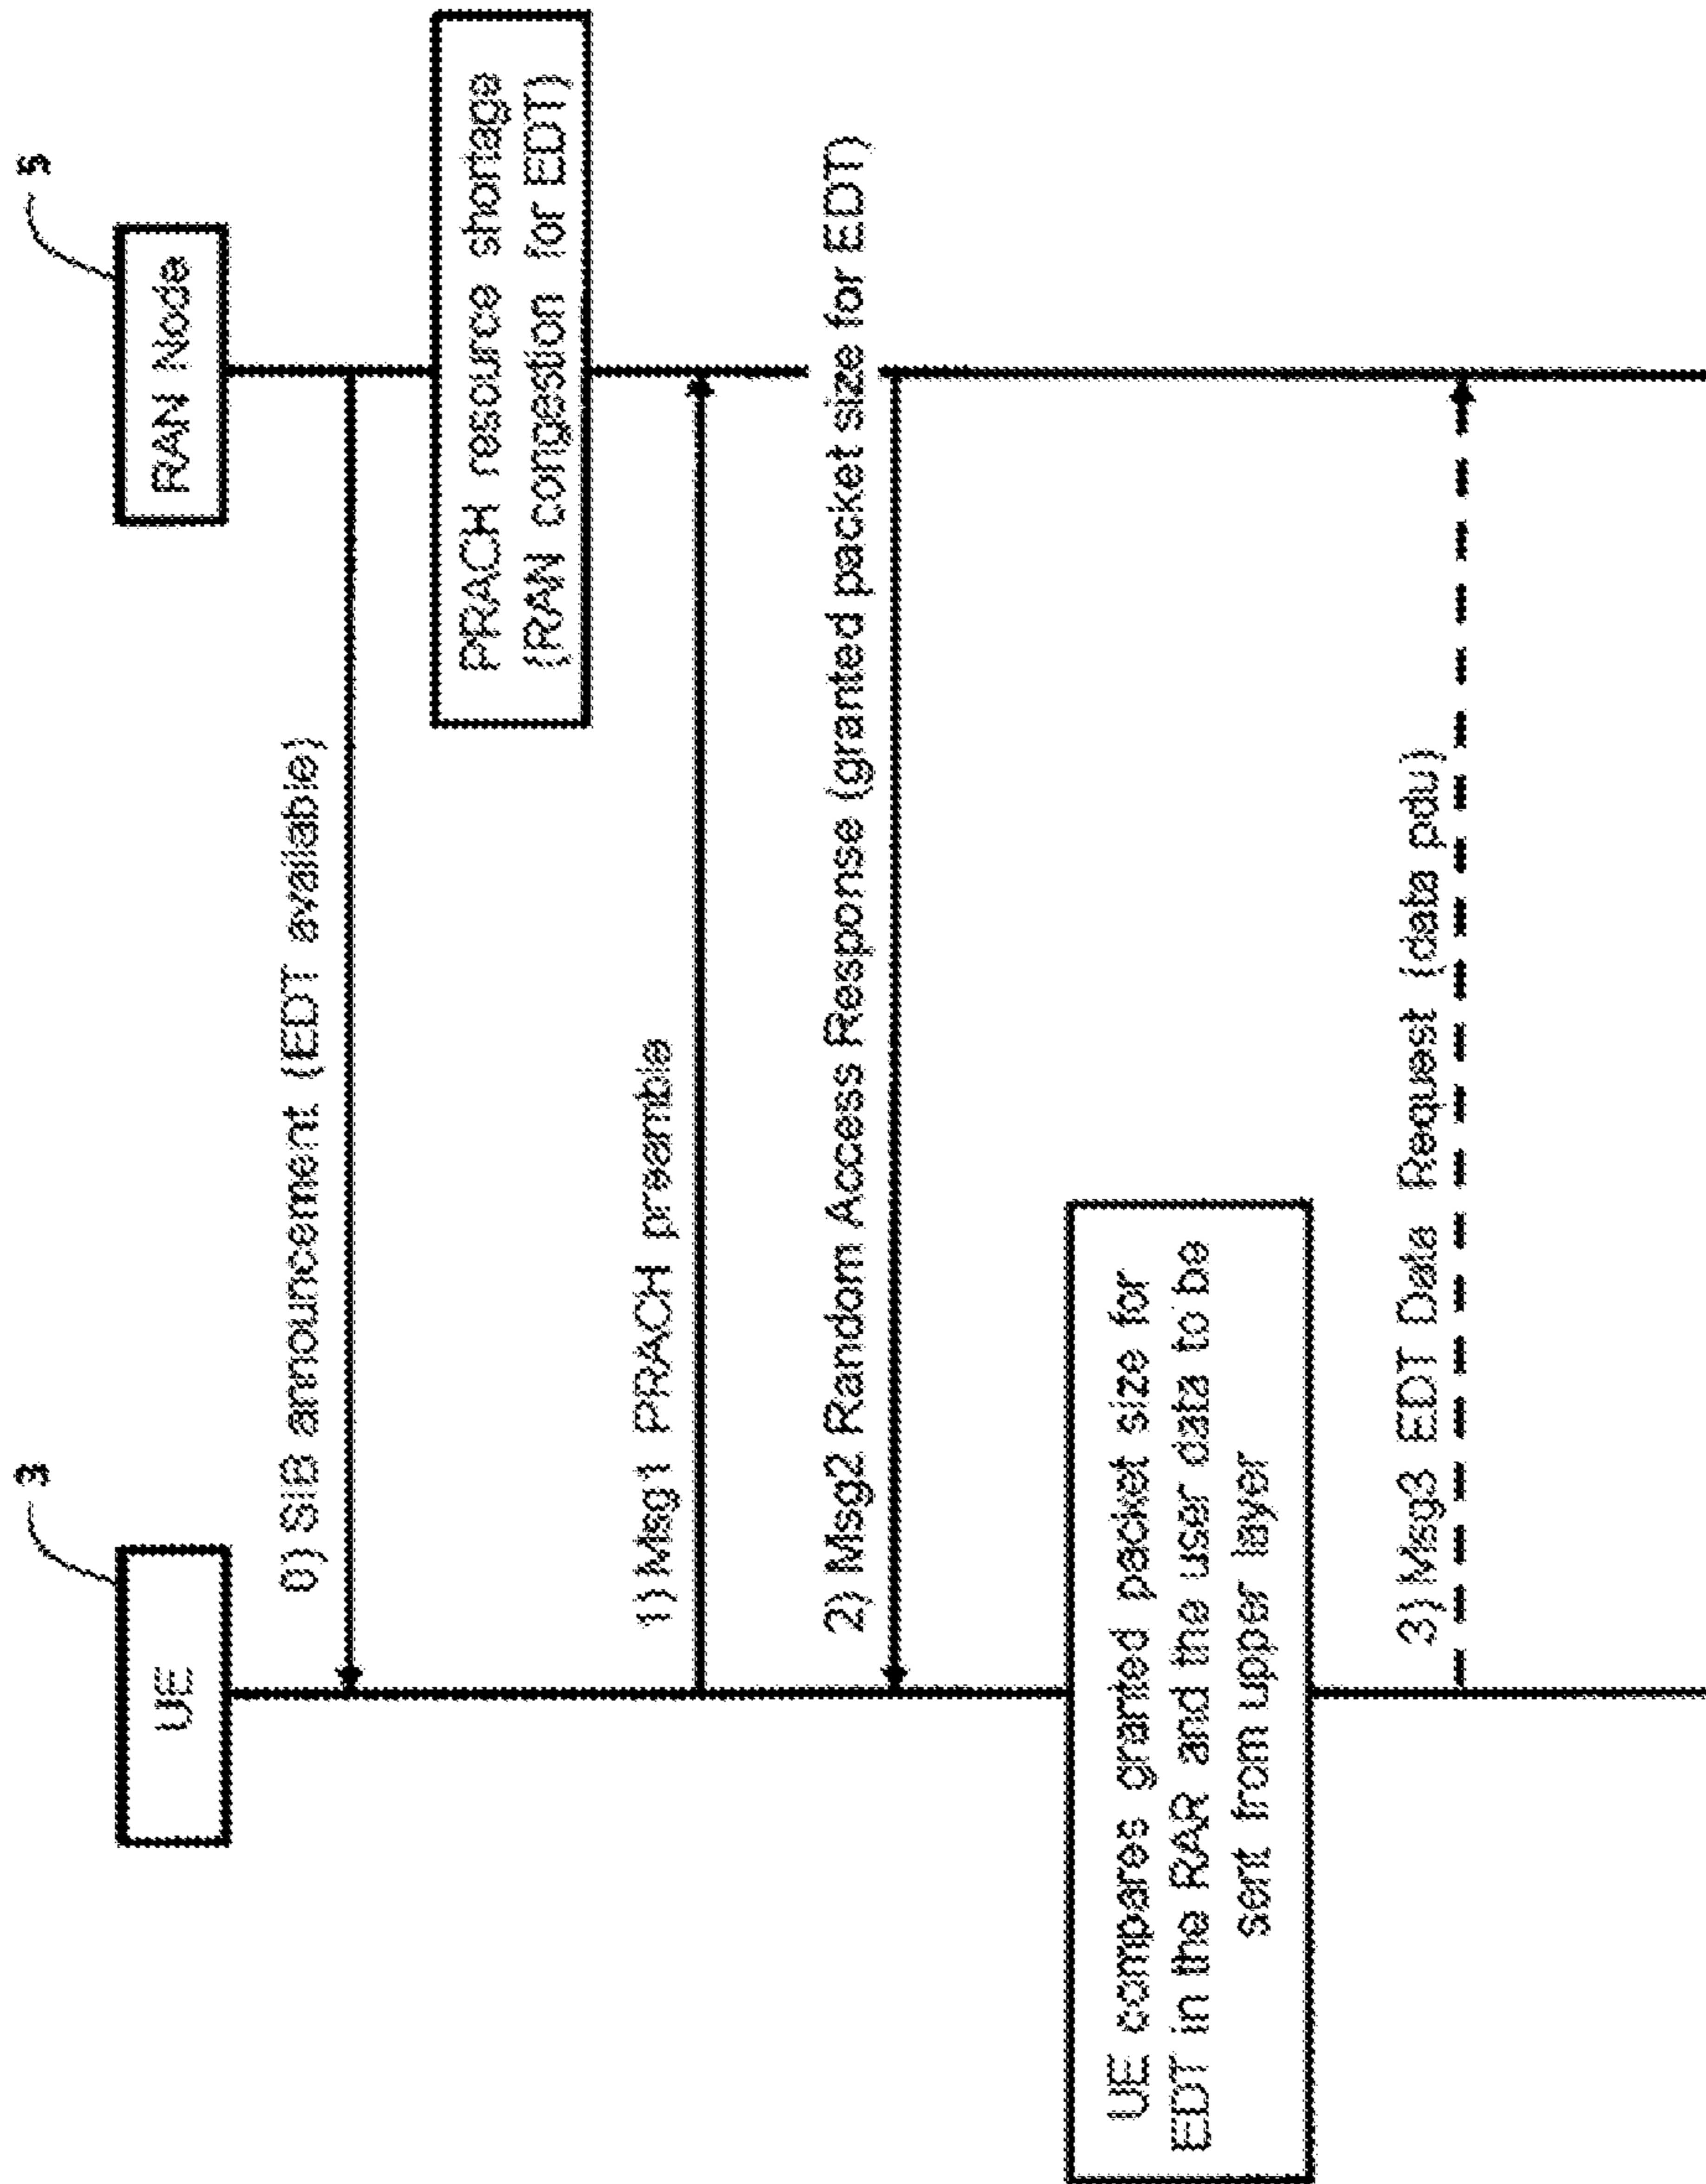 3
5
UE
RAN Node
0) SIB announcement (EDT available)
PRACH resource shortage
(RAN congestion for EDT)
1) Msg1 PRACH preamble
2) Msg2 Random Access Response (granted packet size for EDT)
UE compares granted packet size for
EDT in the RAR and the user data to be
sent from upper layer
3) Msg3 EDT Data Request (data pdu)